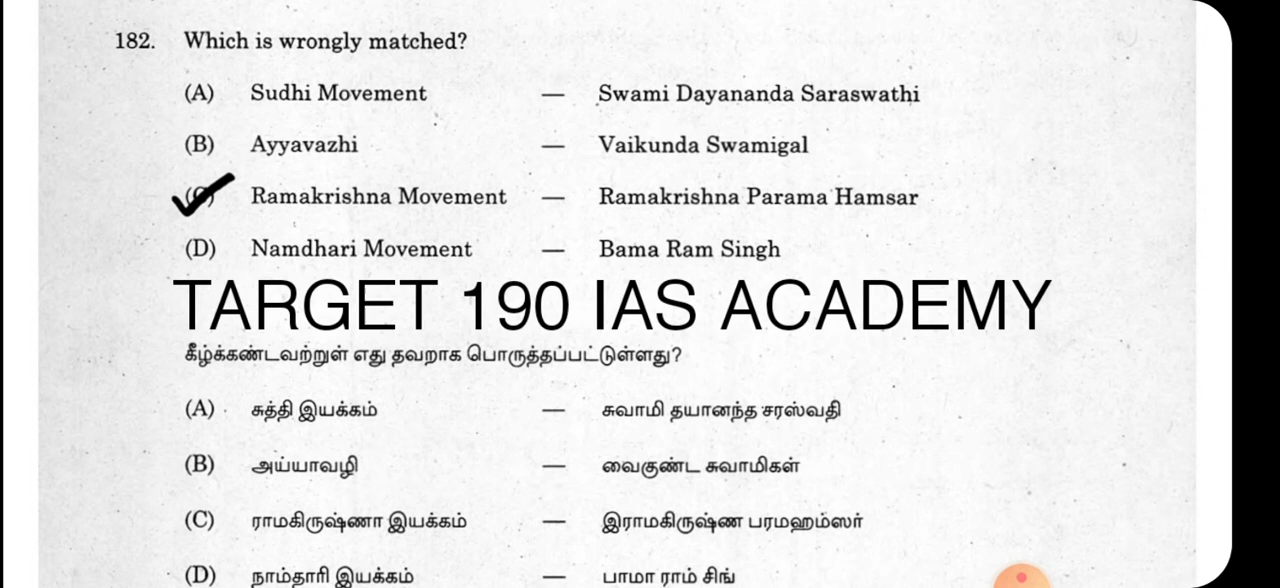 182. Which is wrongly matched?
(A) Sudhi Movement — Swami Dayananda Saraswathi
(B) Ayyavazhi — Vaikunda Swamigal
(C) Ramakrishna Movement — Ramakrishna Parama Hamsar
(D) Namdhari Movement — Bama Ram Singh
TARGET 190 IAS ACADEMY
கீழ்க்கண்டவற்றுள் எது தவறாக பொருத்தப்பட்டுள்ளது?
(A) சுத்தி இயக்கம் — சுவாமி தயானந்த சரஸ்வதி
(B) அய்யாவழி — வைகுண்ட சுவாமிகள்
(C) ராமகிருஷ்ணா இயக்கம் — இராமகிருஷ்ண பரமஹம்ஸர்
(D) நாம்தாரி இயக்கம் — பாமா ராம் சிங்